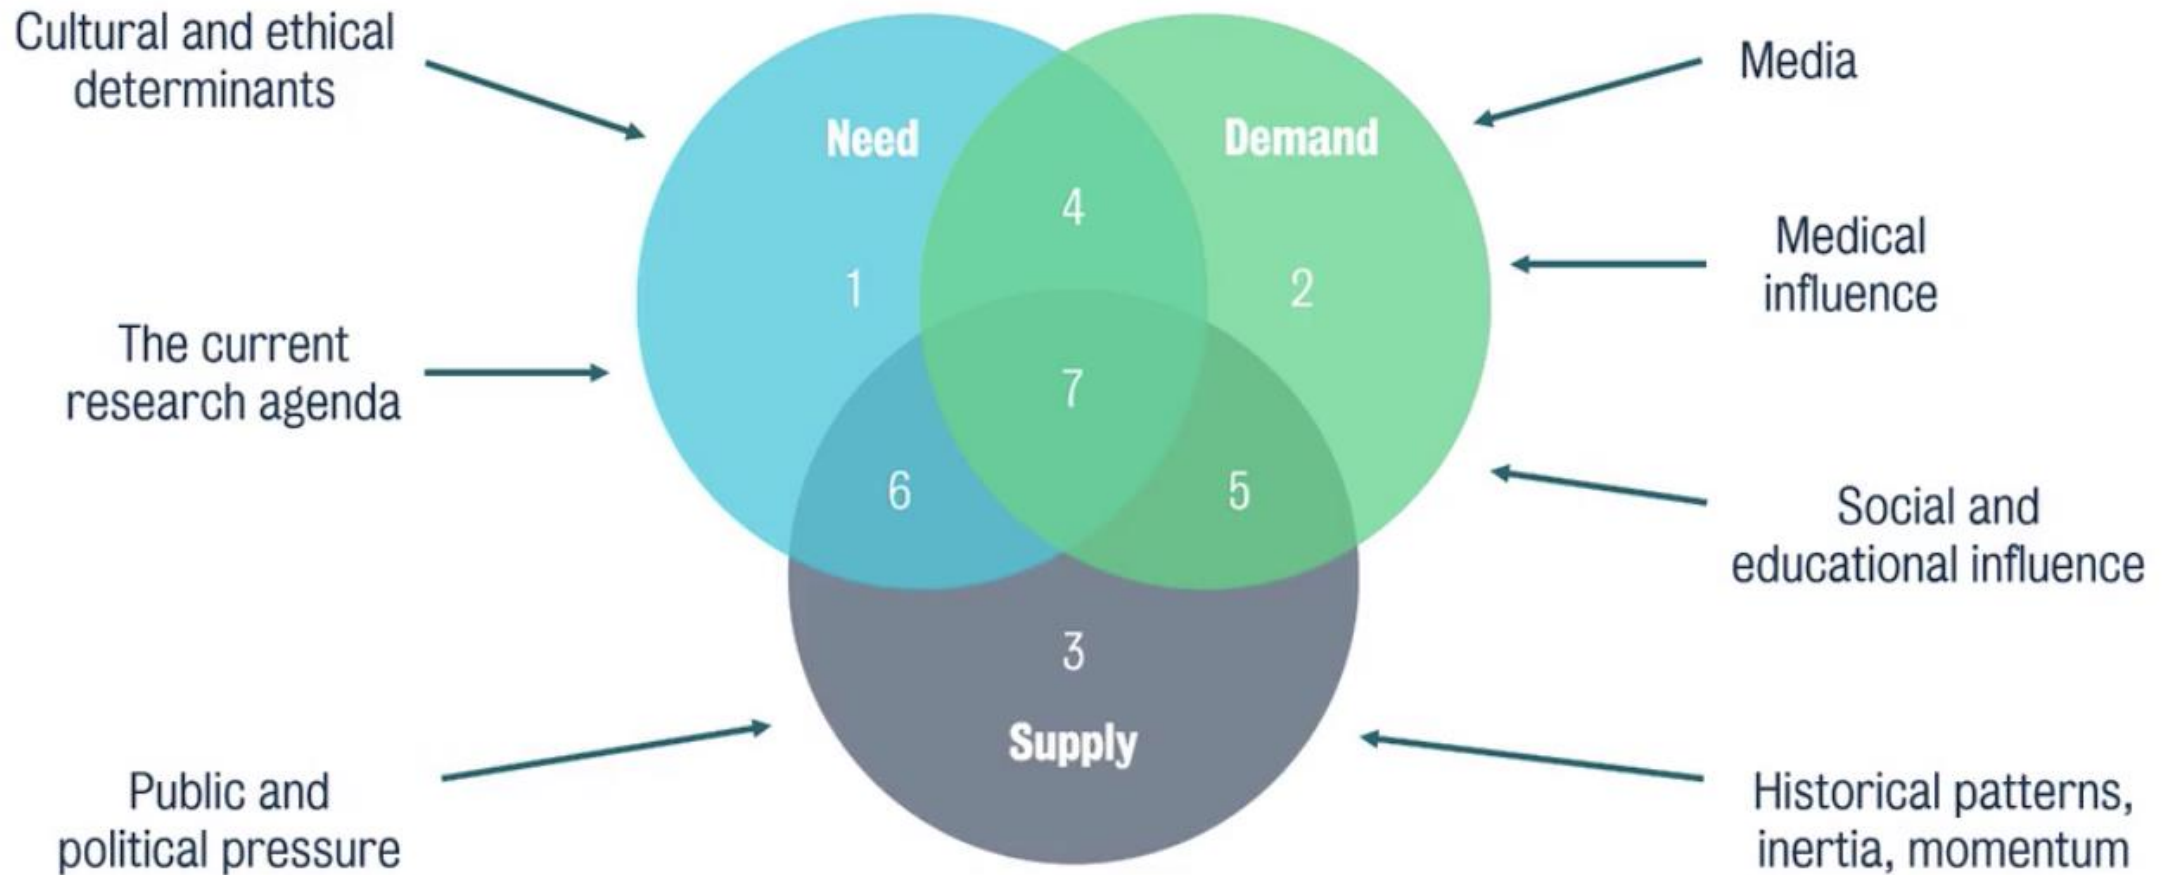 Cultural and ethical
determinants
Media
Need
Demand
4
Medical
influence
1
2
The current
research agenda
7
6
5
Social and
educational influence
3
Supply
Public and
political pressure
Historical patterns,
inertia, momentum